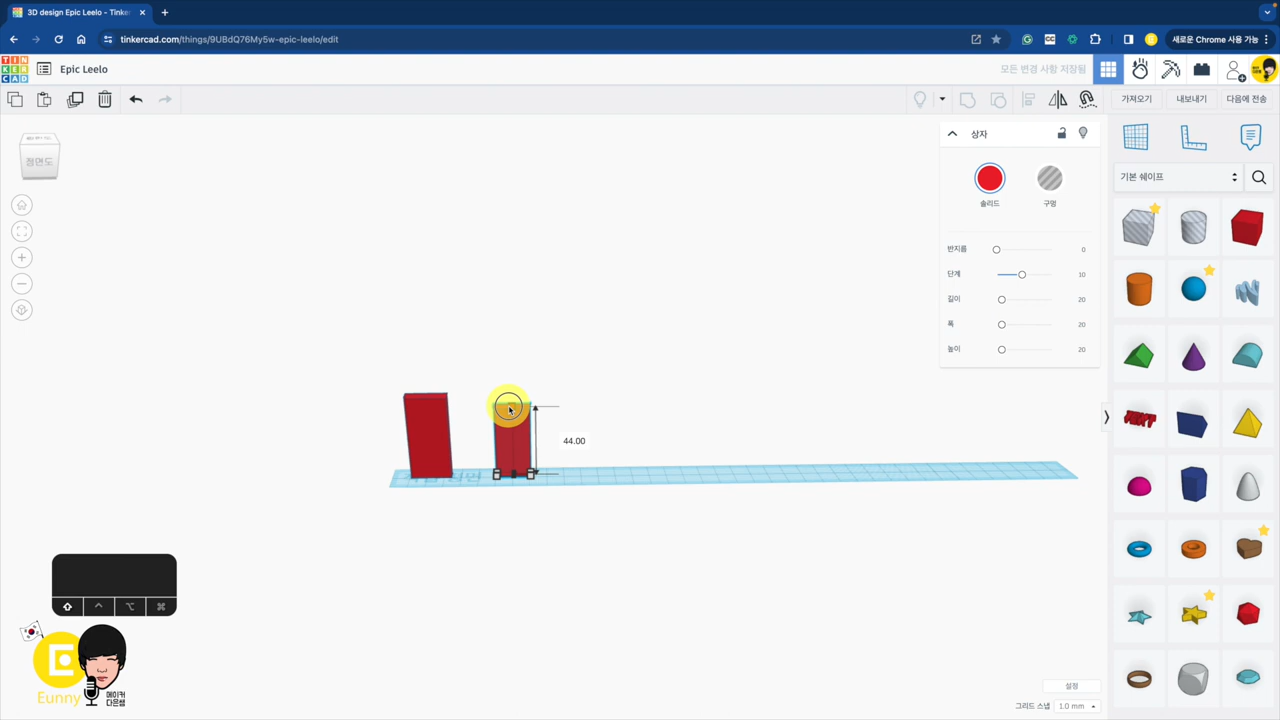 3D design Epic Leelo - Tinker
tinkercad.com/things/9UBdQ76My5w-epic-leelo/edit
새로운 Chrome 사용 가능
TIN
KER
CAD
Epic Leelo
모든 변경 사항 저장됨
가져오기
내보내기
다음에 전송
정면도
상자
솔리드
구멍
반지름
0
단계
10
길이
20
폭
20
높이
20
기본 쉐이프
44.00
Eunny
메이커
다은쌤
설정
그리드 스냅
1.0 mm